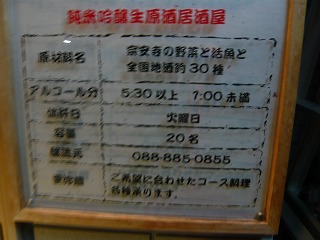 純米吟醸生原酒居酒屋
原材料名 宗安寺の野菜と活魚と
全国地酒約30種
アルコール分 5:30以上 1:00未満
休肝日 火曜日
容量 20名
醸造元 088-885-0855
ご希望に合わせたコース料理
各種承ります。